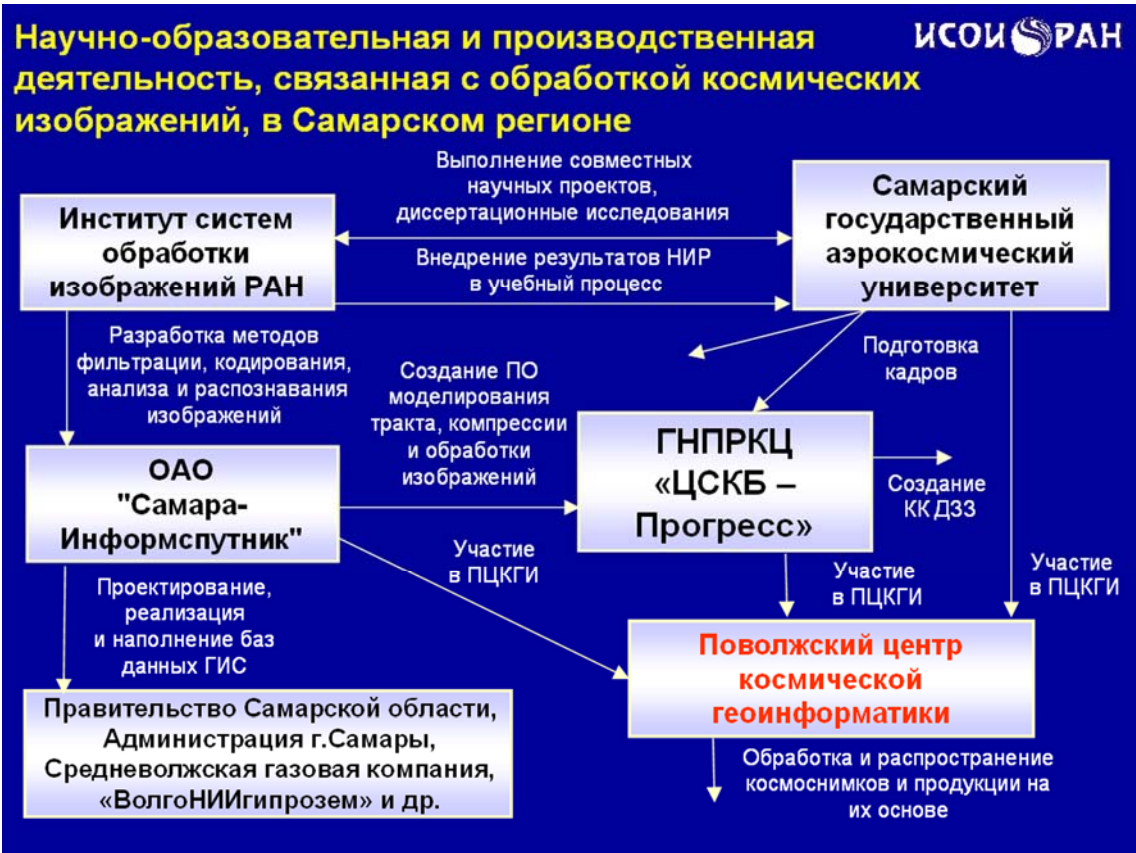 Научно-образовательная и производственная
деятельность, связанная с обработкой космических
изображений, в Самарском регионе
ИСОИ РАН
Выполнение совместных
научных проектов,
диссертационные исследования
Институт систем
обработки
изображений РАН
Самарский
государственный
аэрокосмический
университет
Внедрение результатов НИР
в учебный процесс
Разработка методов
фильтрации, кодирования,
анализа и распознавания
изображений
Создание ПО
моделирования
тракта, компрессии
и обработки
изображений
Подготовка
кадров
ОАО
"Самара-
Информспутник"
ГНПРКЦ
«ЦСКБ –
Прогресс»
Создание
КК ДЗЗ
Участие
в ПЦКГИ
Участие
в ПЦКГИ
Участие
в ПЦКГИ
Проектирование,
реализация
и наполнение баз
данных ГИС
Поволжский центр
космической
геоинформатики
Правительство Самарской области,
Администрация г.Самары,
Средневолжская газовая компания,
«ВолгоНИИгипрозем» и др.
Обработка и распространение
космоснимков и продукции на
их основе